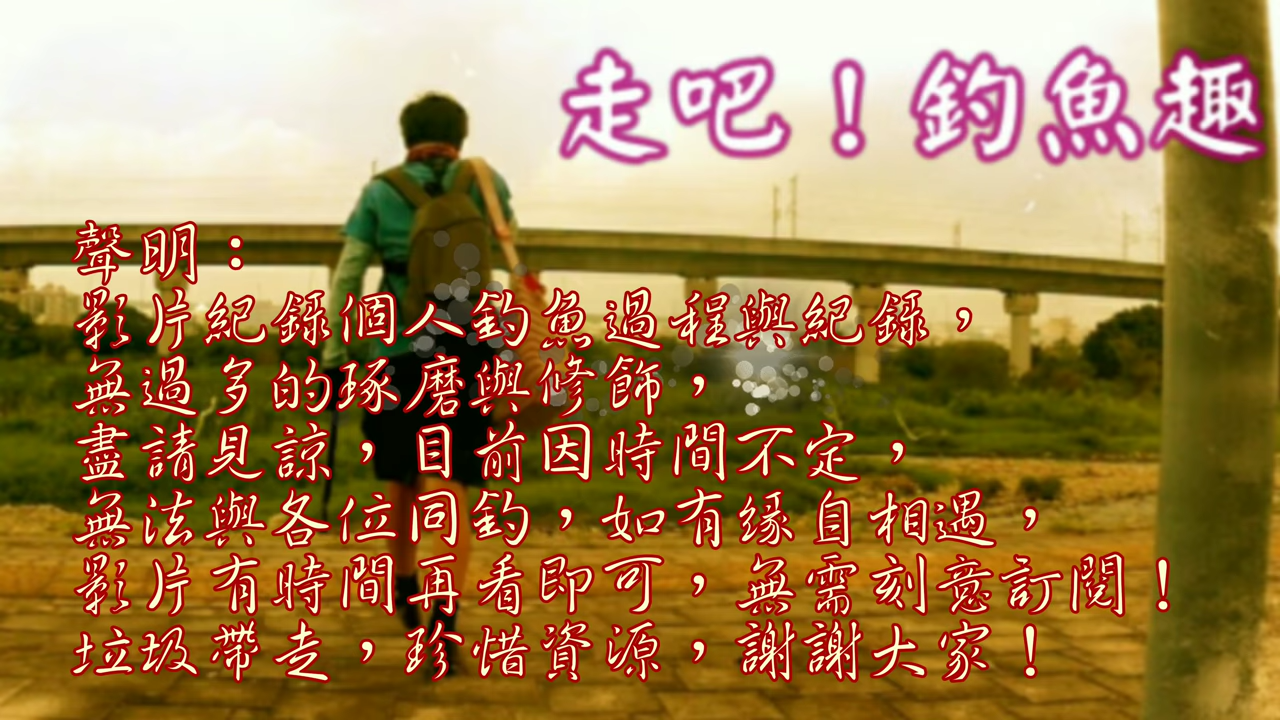 走吧！釣魚趣
聲明：
影片紀錄個人釣魚過程與紀錄，
無過多的琢磨與修飾，
盡請見諒，目前因時間不定，
無法與各位同釣，如有緣自相遇，
影片有時間再看即可，無需刻意訂閱！
垃圾帶走，珍惜資源，謝謝大家！